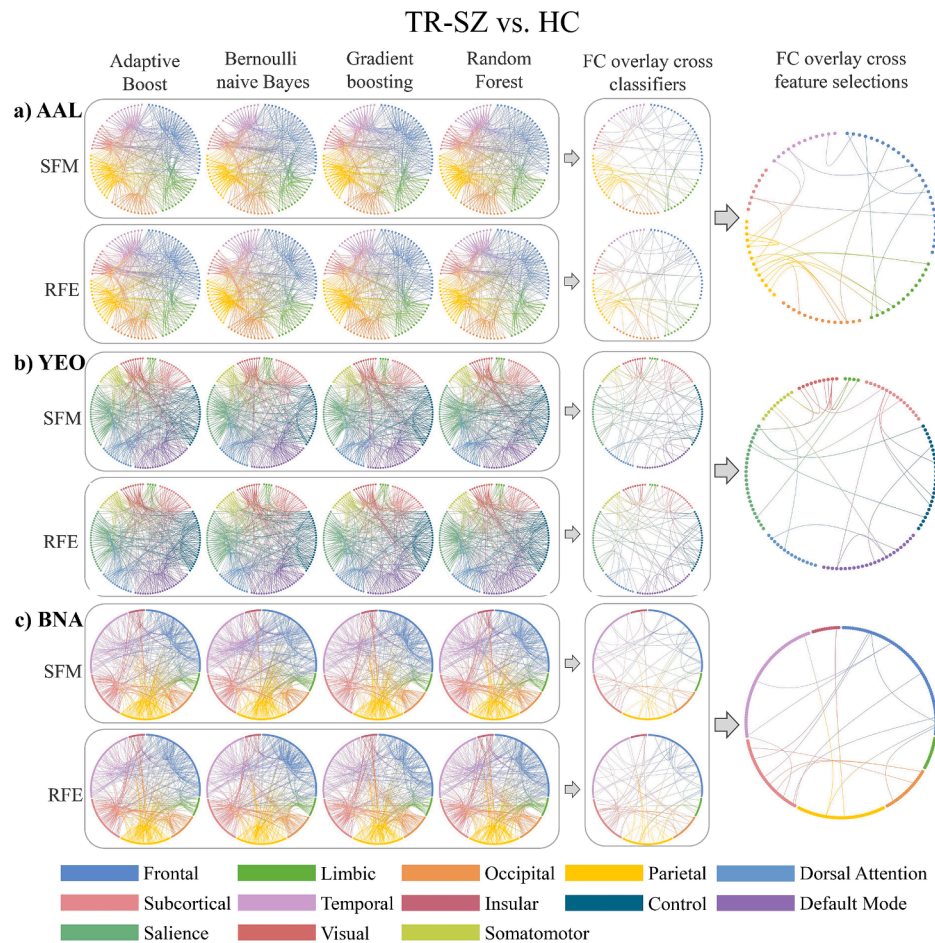 TR-SZ vs. HC
Adaptive Boost
Bernoulli naive Bayes
Gradient boosting
Random Forest
FC overlay cross classifiers
FC overlay cross feature selections
a) AAL
SFM
RFE
b) YEO
SFM
RFE
c) BNA
SFM
RFE
Frontal
Limbic
Occipital
Parietal
Dorsal Attention
Subcortical
Temporal
Insular
Control
Default Mode
Salience
Visual
Somatomotor